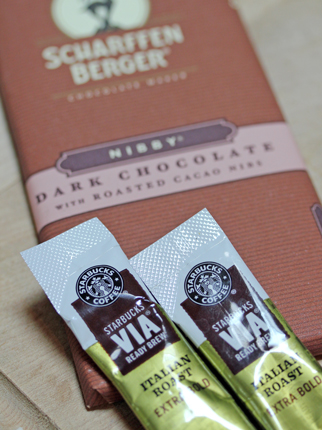 SCHARFFEN
BERGER
CHOCOLATE MAKER
NIBBY
DARK CHOCOLATE
WITH ROASTED CACAO NIBS
STARBUCKS
COFFEE
STARBUCKS
VIA
READY BREW
ITALIAN
ROAST
EXTRA BOLD
STARBUCKS
COFFEE
STARBUCKS
VIA
READY BREW
ITALIAN
ROAST
EXTRA BOLD